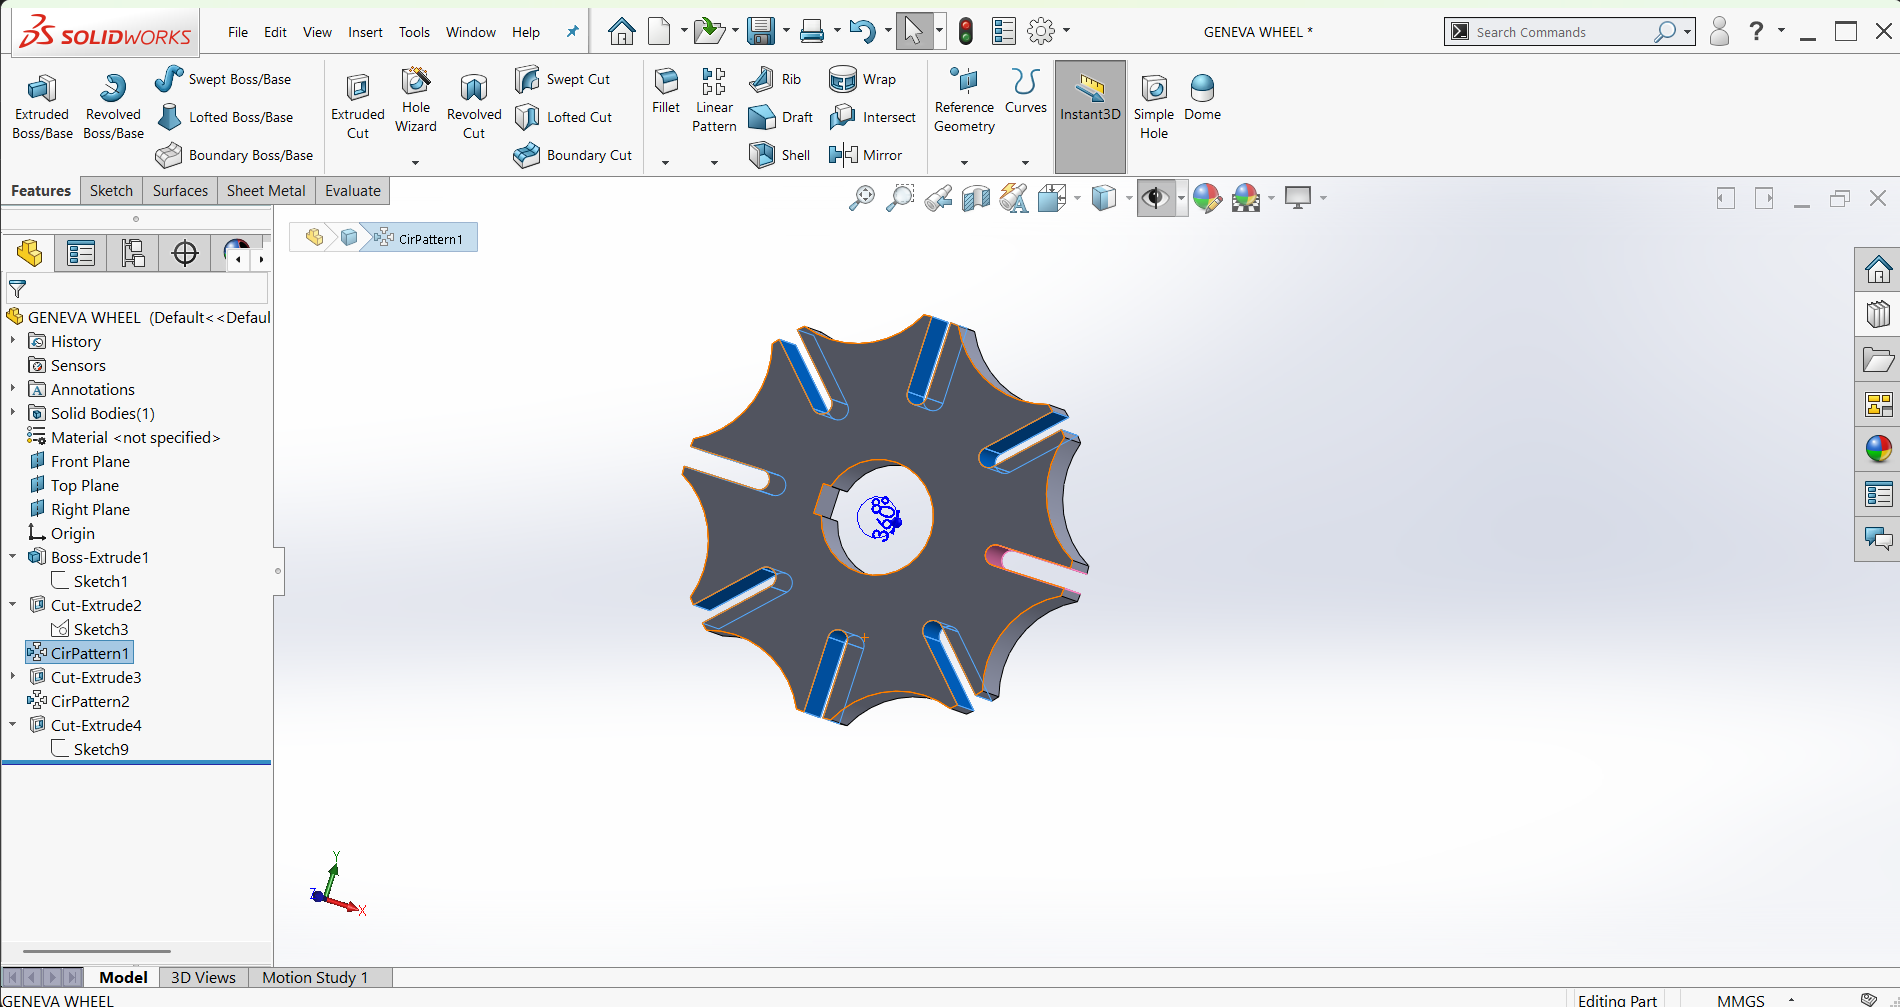 SOLIDWORKS File Edit View Insert Tools Window Help GENEVA WHEEL * Search Commands ?
Extruded Boss/Base
Revolved Boss/Base
Swept Boss/Base
Lofted Boss/Base
Boundary Boss/Base
Extruded Cut
Hole Wizard
Revolved Cut
Swept Cut
Lofted Cut
Boundary Cut
Fillet
Linear Pattern
Rib
Draft
Shell
Wrap
Intersect
Mirror
Reference Geometry
Curves
Instant3D
Simple Hole
Dome
Features Sketch Surfaces Sheet Metal Evaluate
CirPattern1
GENEVA WHEEL (Default<<Defaul
History
Sensors
Annotations
Solid Bodies(1)
Material <not specified>
Front Plane
Top Plane
Right Plane
Origin
Boss-Extrude1
Sketch1
Cut-Extrude2
Sketch3
CirPattern1
Cut-Extrude3
CirPattern2
Cut-Extrude4
Sketch9
Y
Z
X
Model 3D Views Motion Study 1
GENEVA WHEEL Editing Part MMGS